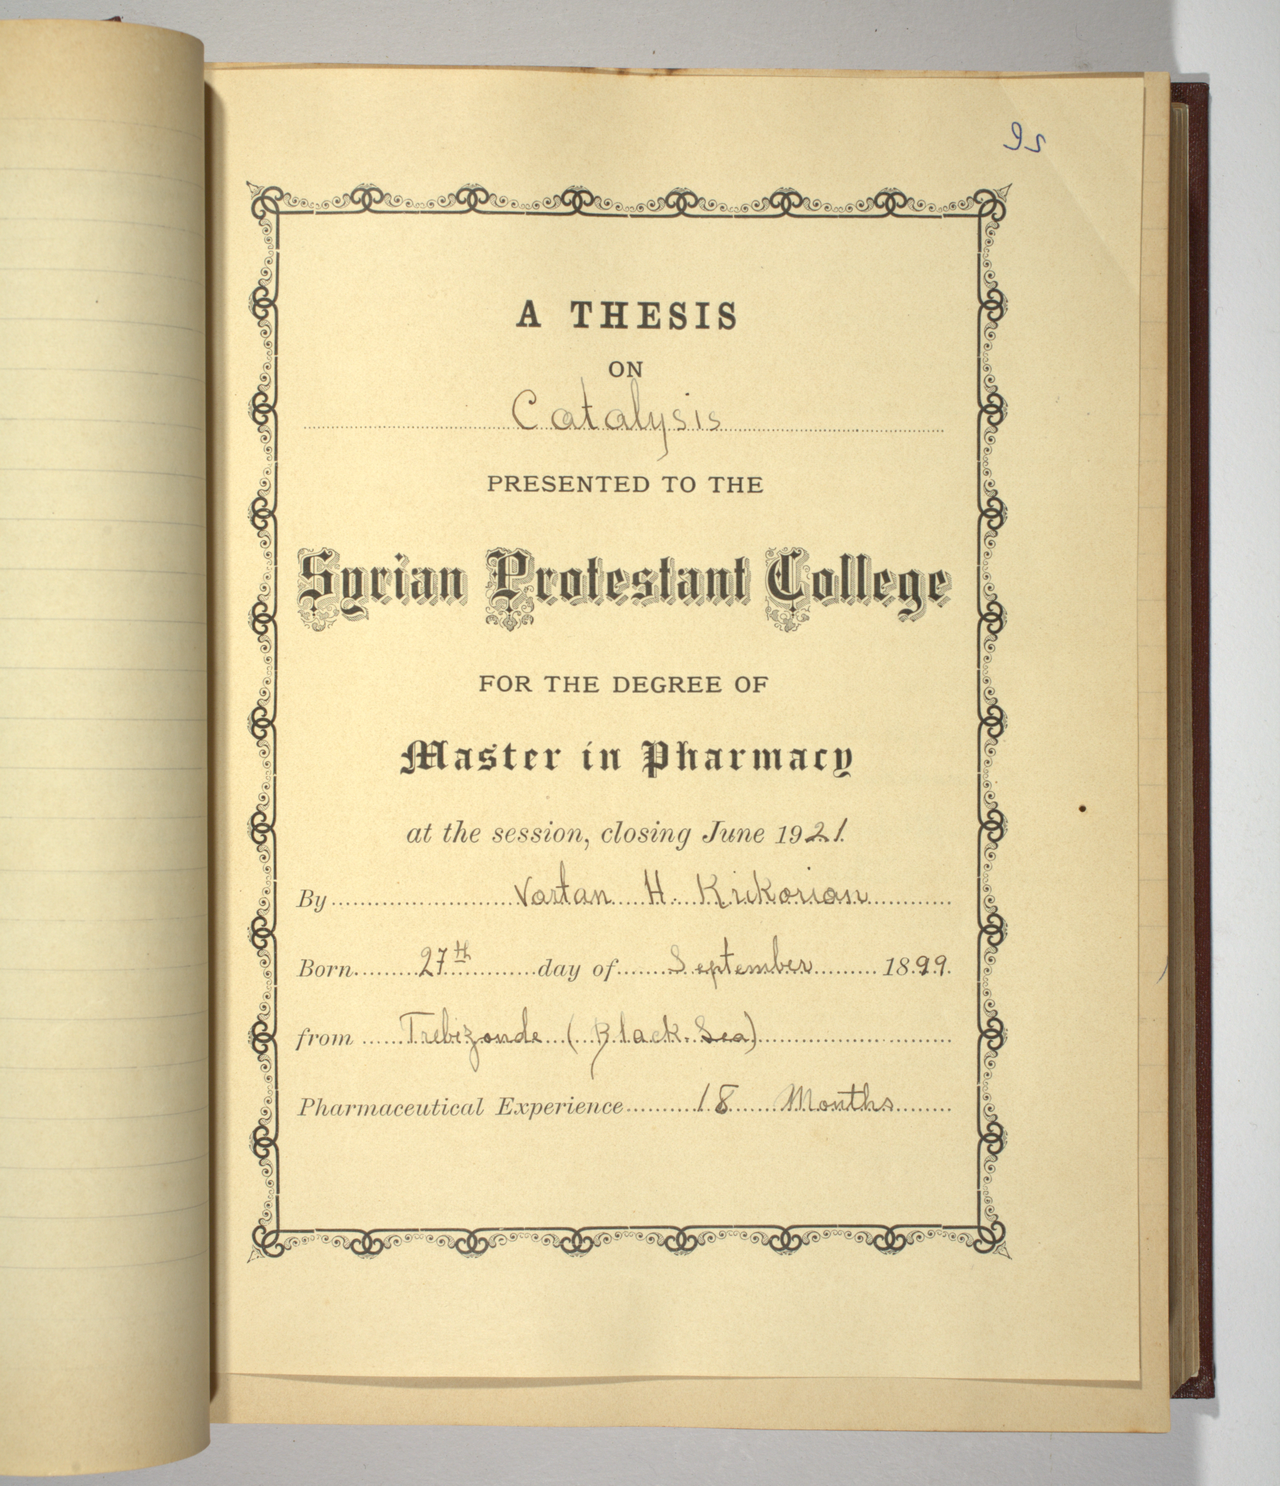 A THESIS
ON
Catalysis
PRESENTED TO THE
Syrian Protestant College
FOR THE DEGREE OF
Master in Pharmacy
at the session, closing June 1921.
By Vartan H. Krikorian
Born 27th day of September 1899.
from Trebizonde (Black Sea)
Pharmaceutical Experience 18 Months